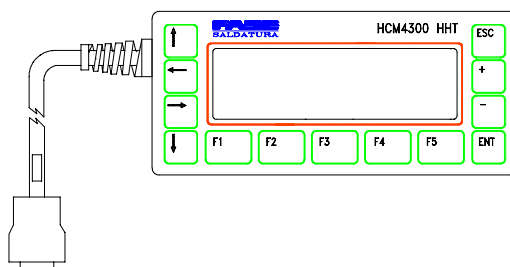 HCM4300 HHT
SALDATURA
ESC
+
-
F1 F2 F3 F4 F5 ENT